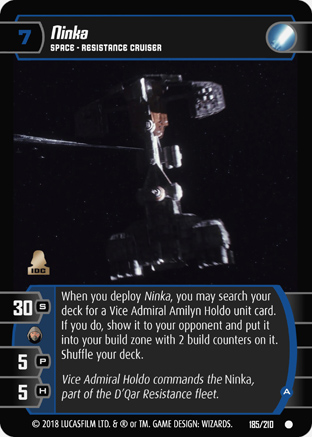 7
Ninka
SPACE - RESISTANCE CRUISER
IDC
30 S
5 P
5 H
When you deploy Ninka, you may search your
deck for a Vice Admiral Amilyn Holdo unit card.
If you do, show it to your opponent and put it
into your build zone with 2 build counters on it.
Shuffle your deck.
Vice Admiral Holdo commands the Ninka,
part of the D'Qar Resistance fleet.
A
© 2018 LUCASFILM LTD. & ® or TM. GAME DESIGN: WIZARDS.
185/210